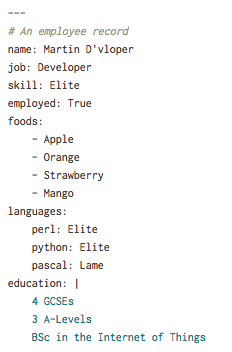 ---
# An employee record
name: Martin D'vloper
job: Developer
skill: Elite
employed: True
foods:
    - Apple
    - Orange
    - Strawberry
    - Mango
languages:
    perl: Elite
    python: Elite
    pascal: Lame
education: |
    4 GCSEs
    3 A-Levels
    BSc in the Internet of Things